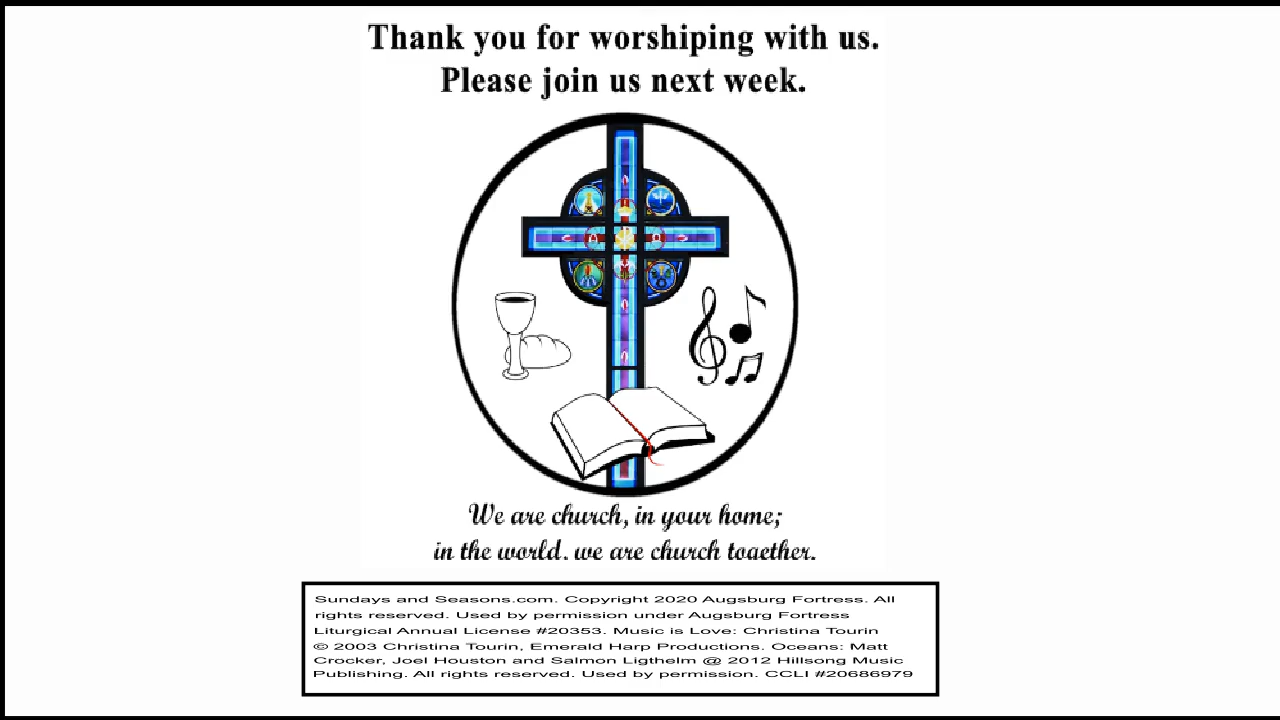 Thank you for worshiping with us.
Please join us next week.
We are church, in your home;
in the world, we are church together.
Sundays and Seasons.com. Copyright 2020 Augsburg Fortress. All
rights reserved. Used by permission under Augsburg Fortress
Liturgical Annual License #20353. Music is Love: Christina Tourin
© 2003 Christina Tourin, Emerald Harp Productions. Oceans: Matt
Crocker, Joel Houston and Salmon Ligthelm @ 2012 Hillsong Music
Publishing. All rights reserved. Used by permission. CCLI #20686979